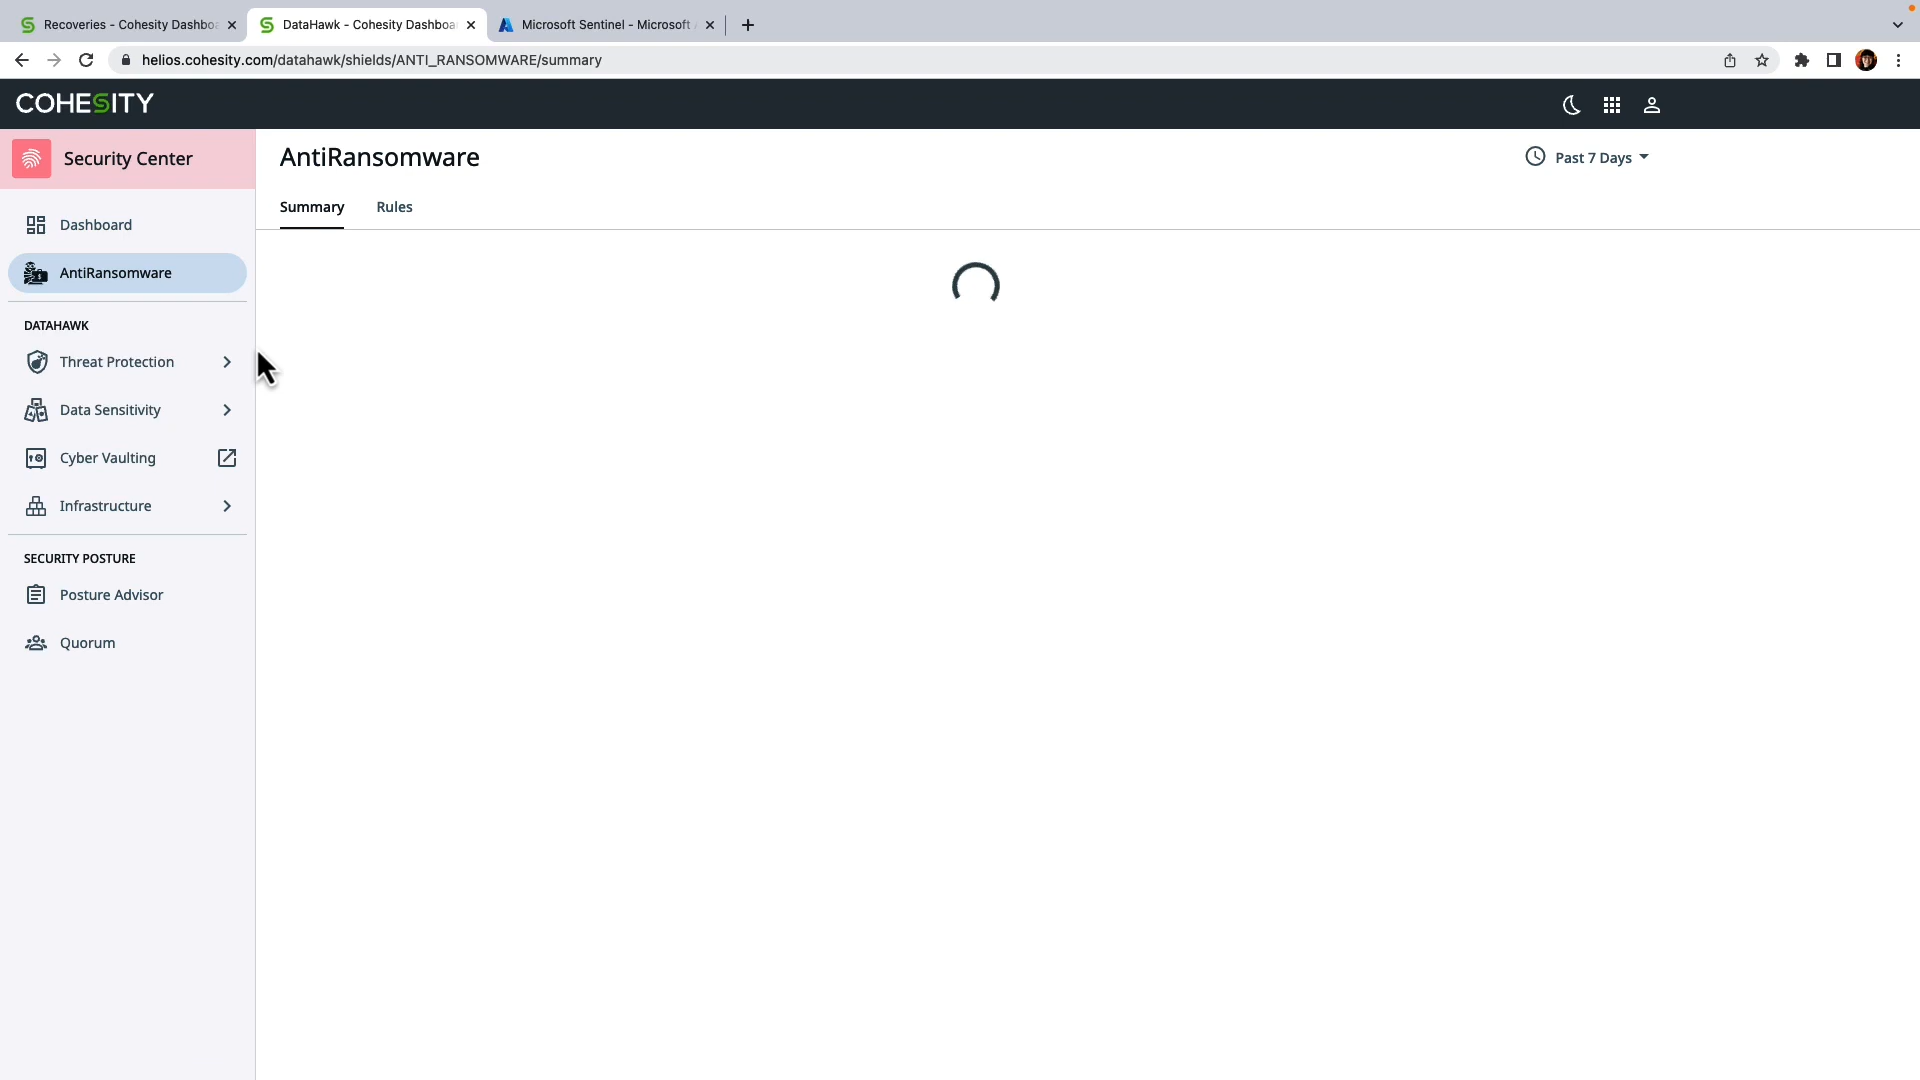 Recoveries - Cohesity Dashboa
DataHawk - Cohesity Dashboa
Microsoft Sentinel - Microsoft A
helios.cohesity.com/datahawk/shields/ANTI_RANSOMWARE/summary
COHESITY
Security Center
AntiRansomware
Past 7 Days
Summary
Rules
Dashboard
AntiRansomware
DATAHAWK
Threat Protection
Data Sensitivity
Cyber Vaulting
Infrastructure
SECURITY POSTURE
Posture Advisor
Quorum